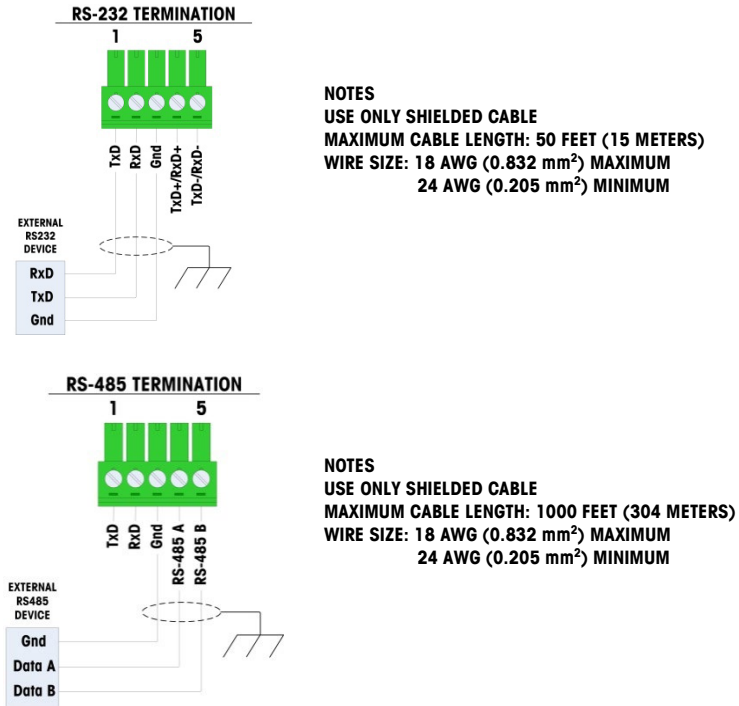 RS-232 TERMINATION
1 5
TxD
RxD
Gnd
TxD+/RxD+
TxD-/RxD-
EXTERNAL
RS232
DEVICE
RxD
TxD
Gnd
NOTES
USE ONLY SHIELDED CABLE
MAXIMUM CABLE LENGTH: 50 FEET (15 METERS)
WIRE SIZE: 18 AWG (0.832 mm²) MAXIMUM
24 AWG (0.205 mm²) MINIMUM
RS-485 TERMINATION
1 5
TxD
RxD
Gnd
RS-485 A
RS-485 B
EXTERNAL
RS485
DEVICE
Gnd
Data A
Data B
NOTES
USE ONLY SHIELDED CABLE
MAXIMUM CABLE LENGTH: 1000 FEET (304 METERS)
WIRE SIZE: 18 AWG (0.832 mm²) MAXIMUM
24 AWG (0.205 mm²) MINIMUM